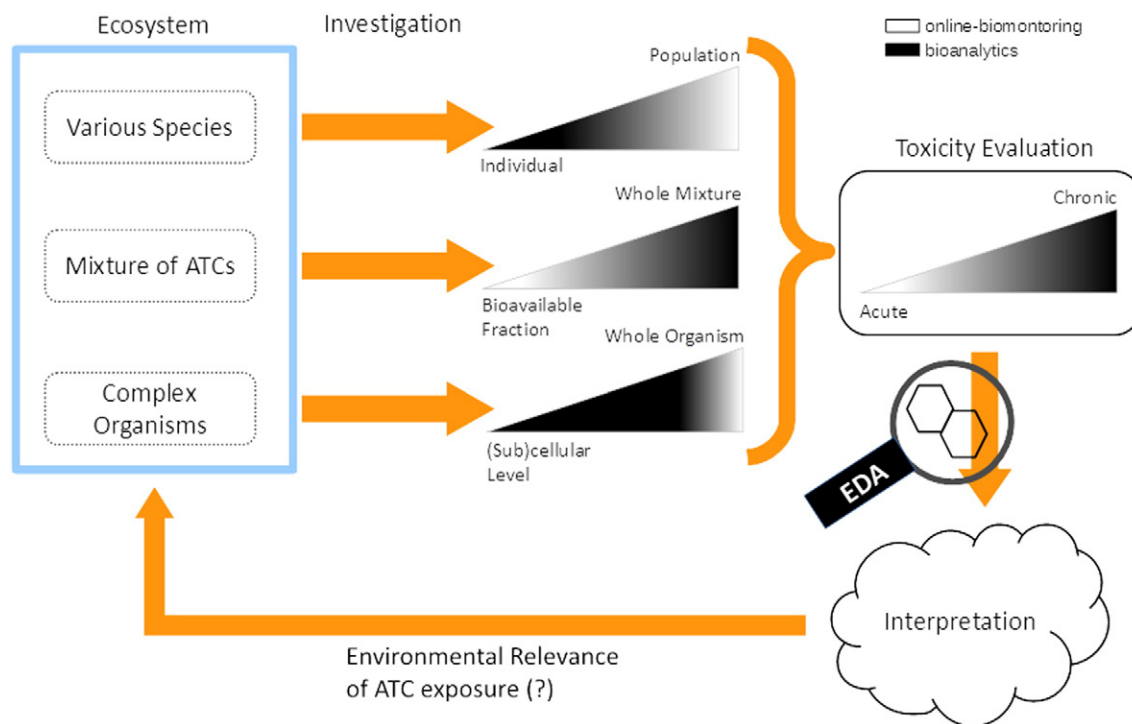 Ecosystem
Investigation
online-biomontoring
bioanalytics
Various Species
Mixture of ATCs
Complex
Organisms
Population
Individual
Whole Mixture
Bioavailable
Fraction
Whole Organism
(Sub)cellular
Level
Toxicity Evaluation
Chronic
Acute
EDA
Interpretation
Environmental Relevance
of ATC exposure (?)